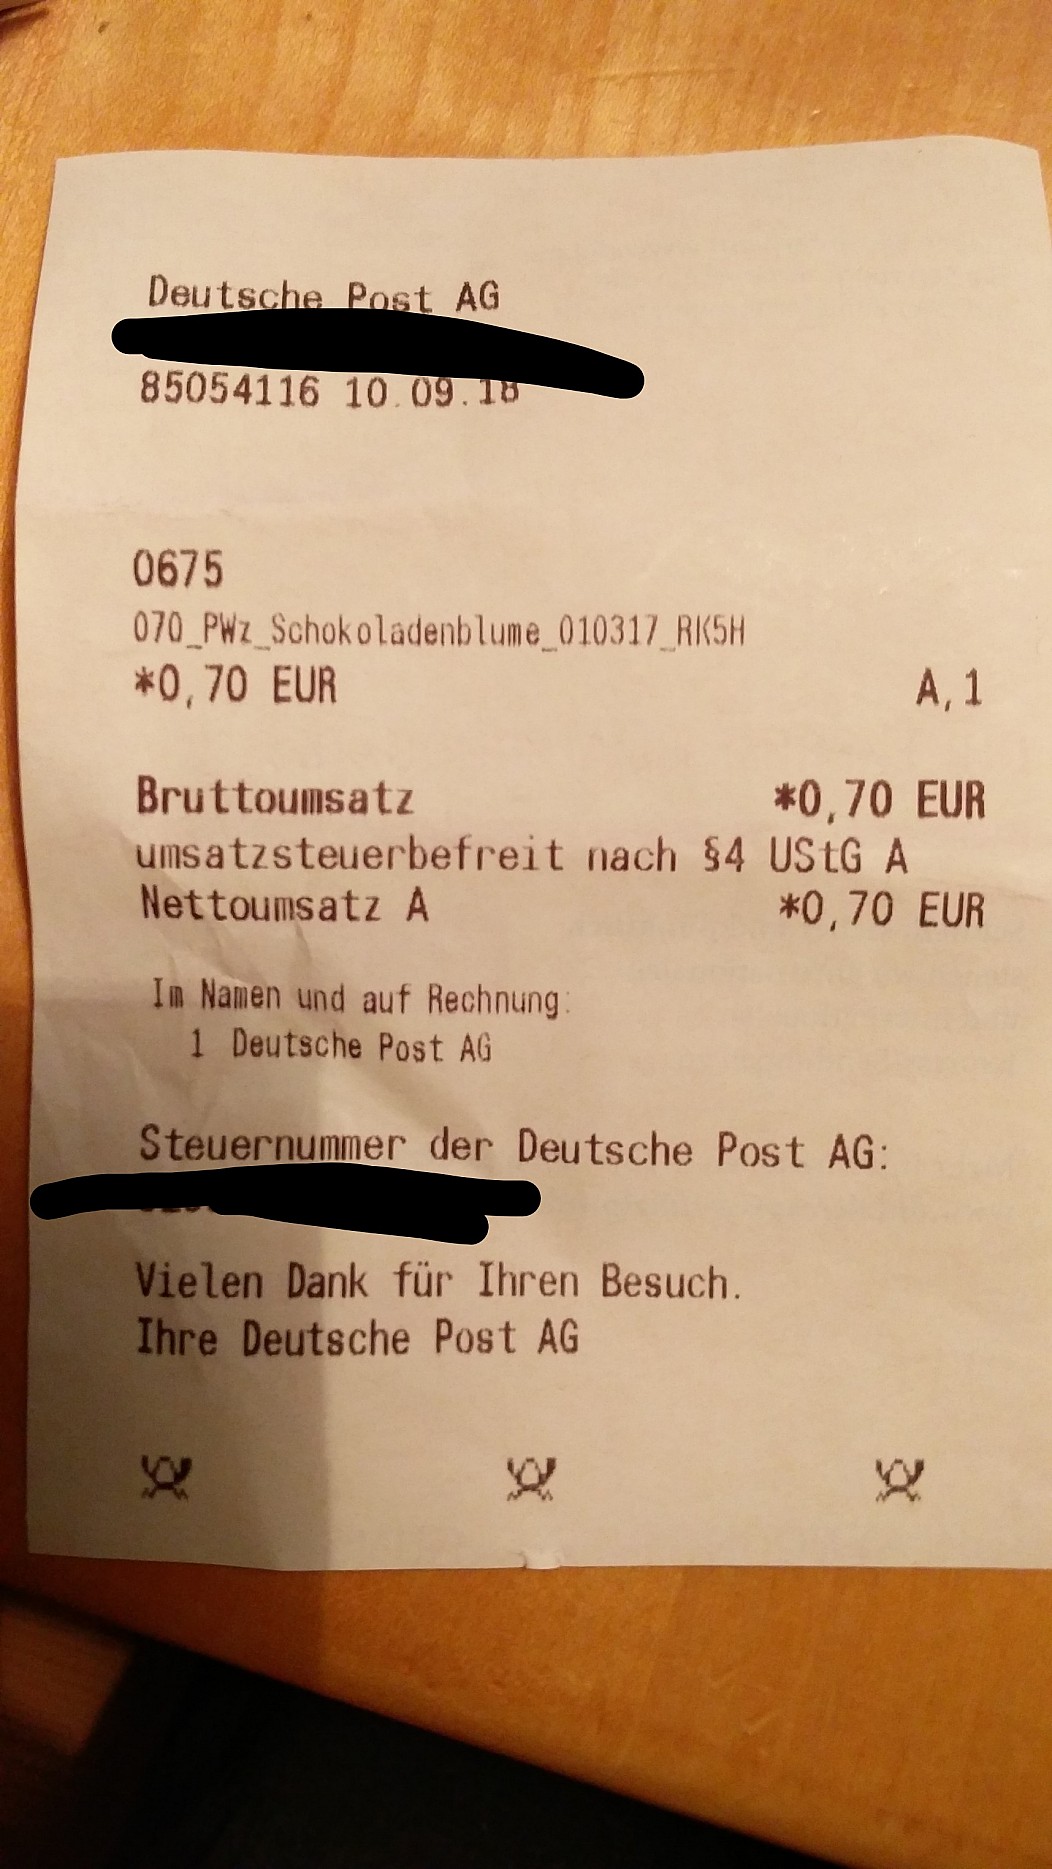 Deutsche Post AG
85054116 10.09.18
0675
070_PWz_Schokoladenblume_010317_RK5H
*0,70 EUR A,1
Bruttoumsatz *0,70 EUR
umsatzsteuerbefreit nach §4 UStG A
Nettoumsatz A *0,70 EUR
Im Namen und auf Rechnung:
1 Deutsche Post AG
Steuernummer der Deutsche Post AG:
Vielen Dank für Ihren Besuch.
Ihre Deutsche Post AG